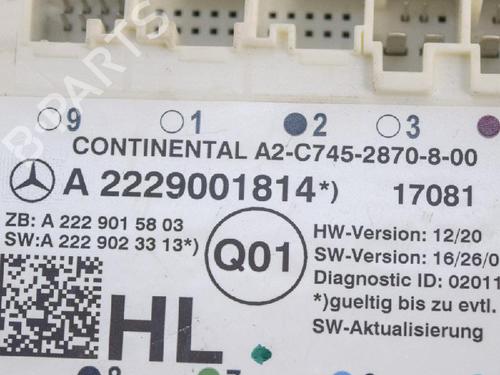 B-PARTS
9 1 2 3
CONTINENTAL A2-C745-2870-8-00
A 2229001814*) 17081
ZB: A 222 901 58 03
SW:A 222 902 33 13*)
Q01
HW-Version: 12/20
SW-Version: 16/26/0
Diagnostic ID: 02011
*)gueltig bis zu evtl.
SW-Aktualisierung
HL